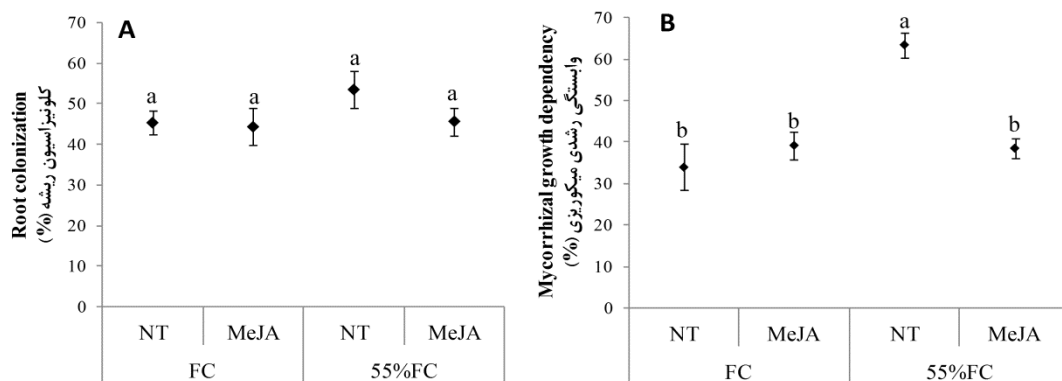 A
Root colonization
کلونیزاسیون ریشه
(%)
70
60
50
40
30
20
10
0
a
a
a
a
NT
MeJA
NT
MeJA
FC
55%FC
B
Mycorrhizal growth dependency
وابستگی رشدی میکوریزی (%)
70
60
50
40
30
20
10
0
b
b
a
b
NT
MeJA
NT
MeJA
FC
55%FC